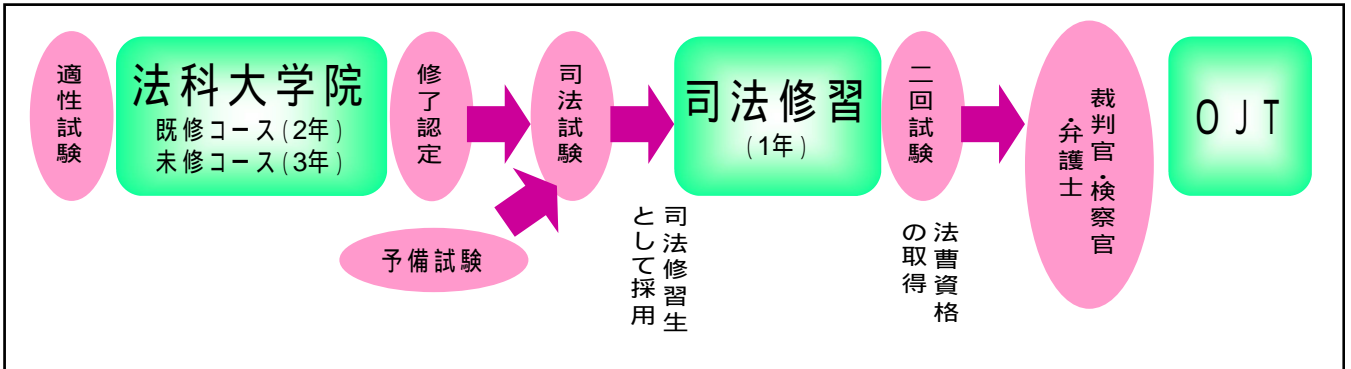 適性試験
法科大学院
既修コース(2年)
未修コース(3年)
修了認定
司法試験
予備試験
司法修習生
として採用
司法修習
(1年)
二回試験
法曹資格
の取得
裁判官・検察官
・弁護士
OJT